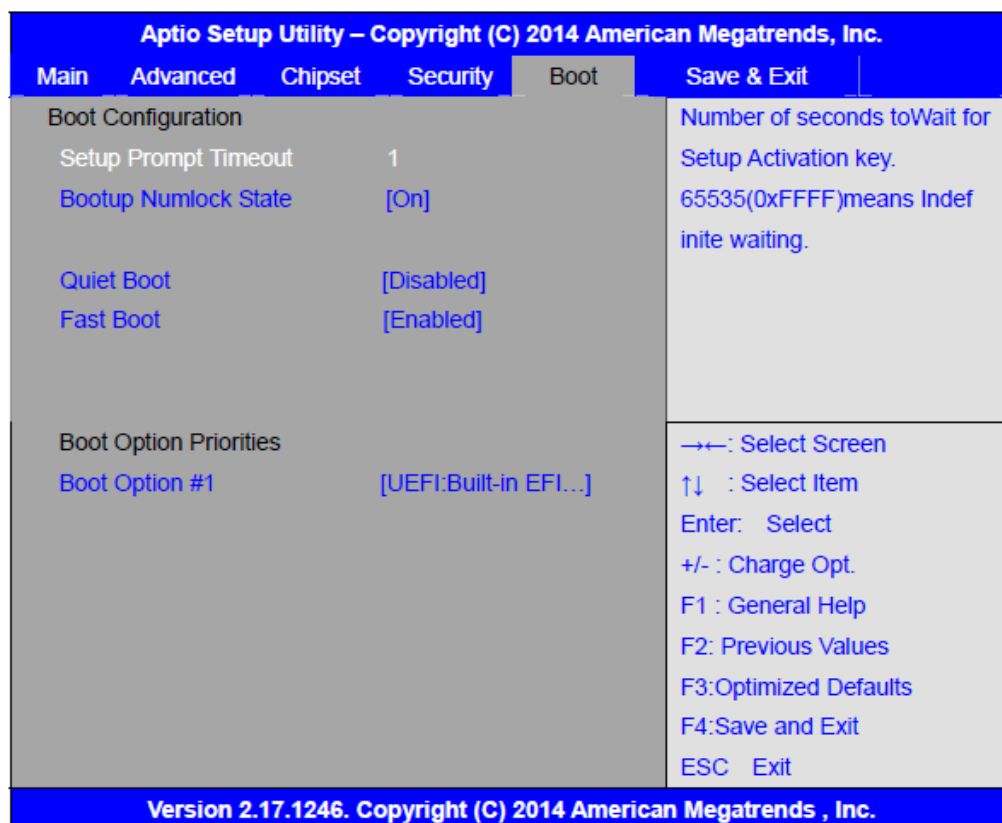 Aptio Setup Utility – Copyright (C) 2014 American Megatrends, Inc.
Main Advanced Chipset Security Boot Save & Exit
Boot Configuration
Setup Prompt Timeout 1
Bootup Numlock State [On]
Quiet Boot [Disabled]
Fast Boot [Enabled]
Boot Option Priorities
Boot Option #1 [UEFI:Built-in EFI…]
Number of seconds toWait for
Setup Activation key.
65535(0xFFFF)means Indef
inite waiting.
→←: Select Screen
↑↓ : Select Item
Enter: Select
+/- : Charge Opt.
F1 : General Help
F2: Previous Values
F3:Optimized Defaults
F4:Save and Exit
ESC Exit
Version 2.17.1246. Copyright (C) 2014 American Megatrends , Inc.